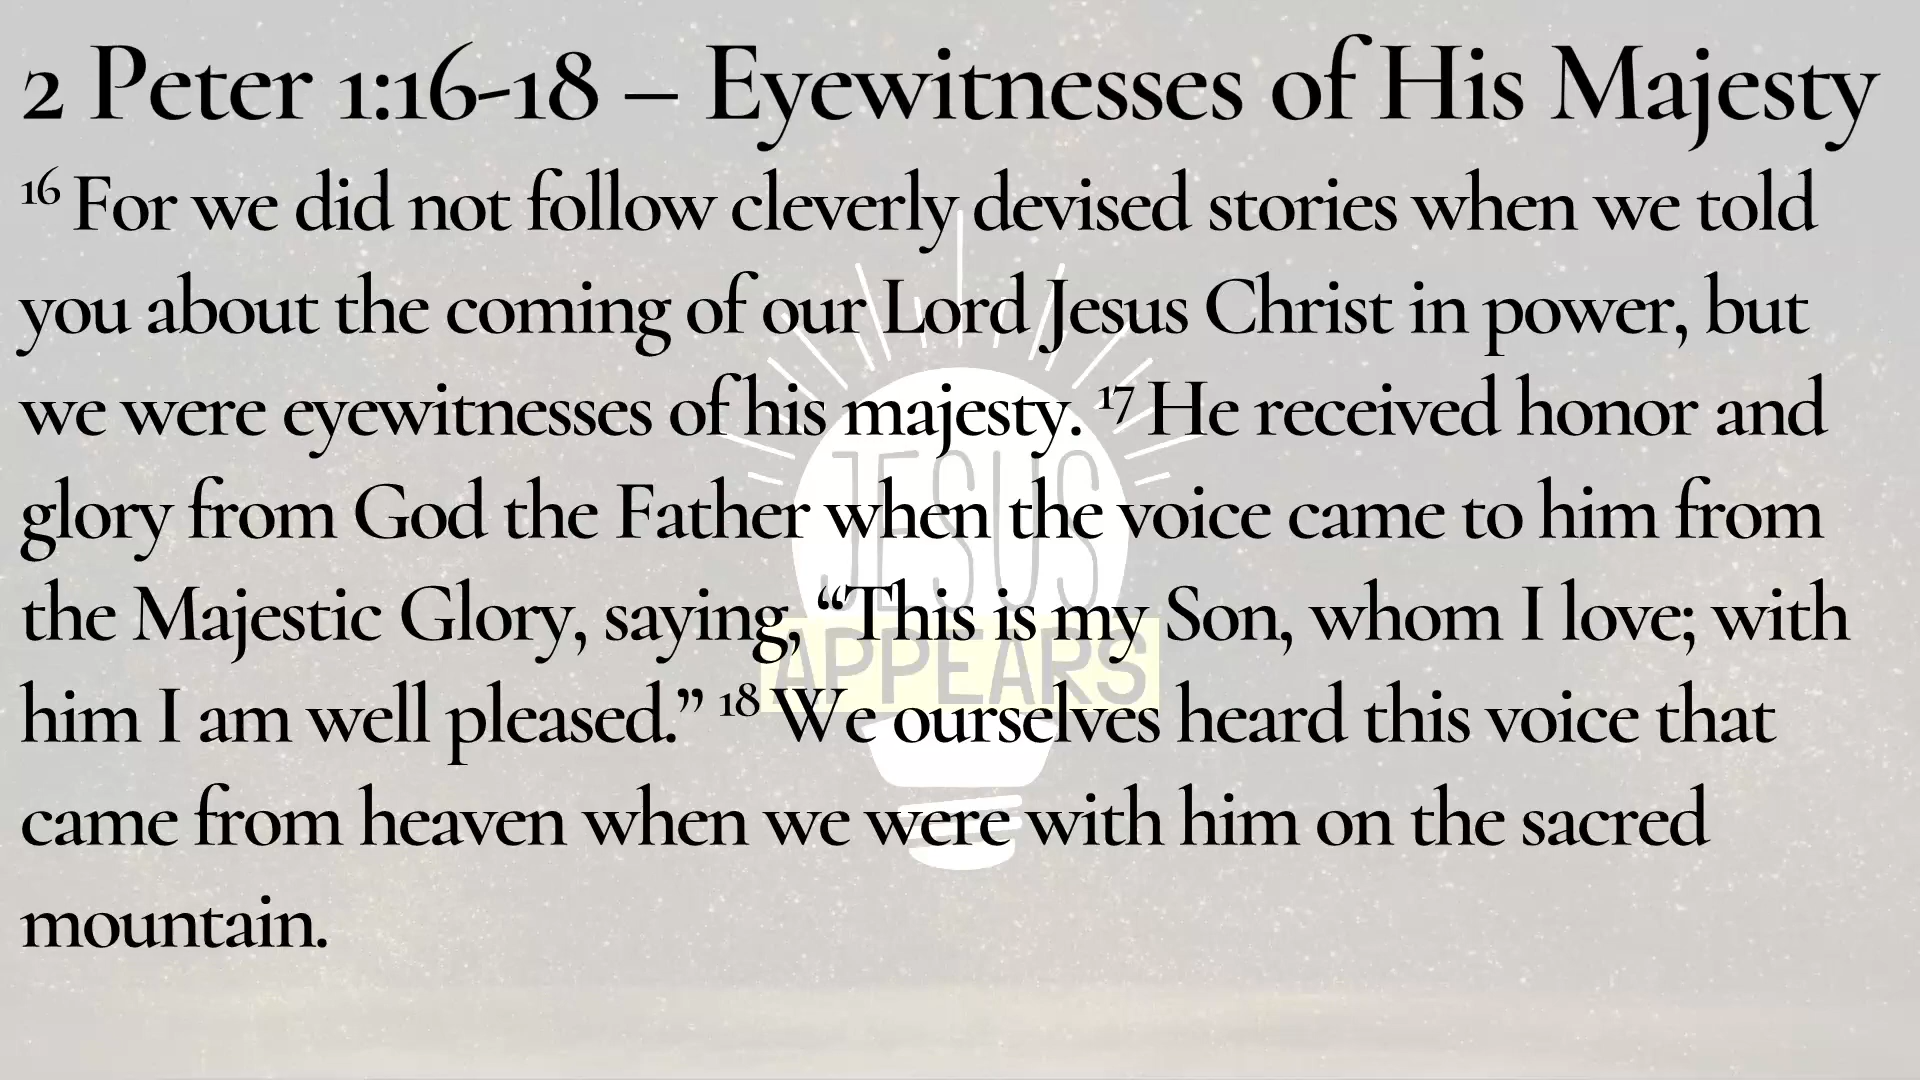 2 Peter 1:16-18 – Eyewitnesses of His Majesty
16 For we did not follow cleverly devised stories when we told
you about the coming of our Lord Jesus Christ in power, but
we were eyewitnesses of his majesty. 17 He received honor and
glory from God the Father when the voice came to him from
the Majestic Glory, saying, “This is my Son, whom I love; with
him I am well pleased.” 18 We ourselves heard this voice that
came from heaven when we were with him on the sacred
mountain.
JESUS
APPEARS